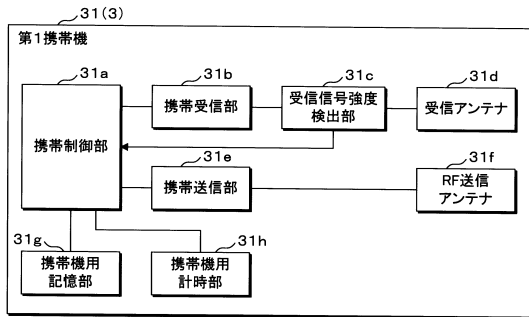 31(3)
第1携帯機
31a
携帯制御部
31b
携帯受信部
31c
受信信号強度
検出部
31d
受信アンテナ
31e
携帯送信部
31f
RF送信
アンテナ
31g
携帯機用
記憶部
31h
携帯機用
計時部